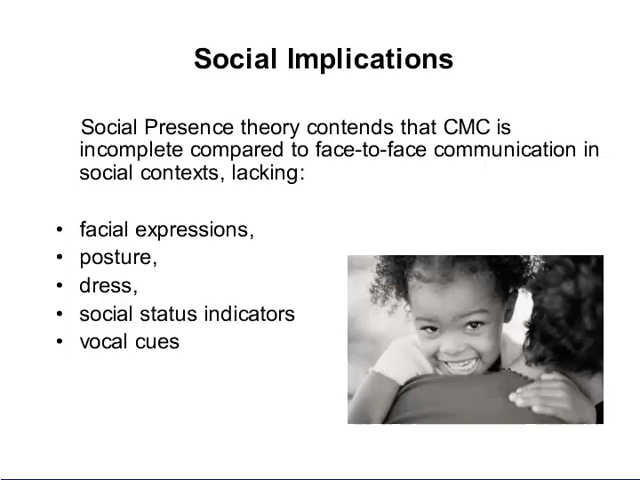 Social Implications
Social Presence theory contends that CMC is
incomplete compared to face-to-face communication in
social contexts, lacking:
• facial expressions,
• posture,
• dress,
• social status indicators
• vocal cues